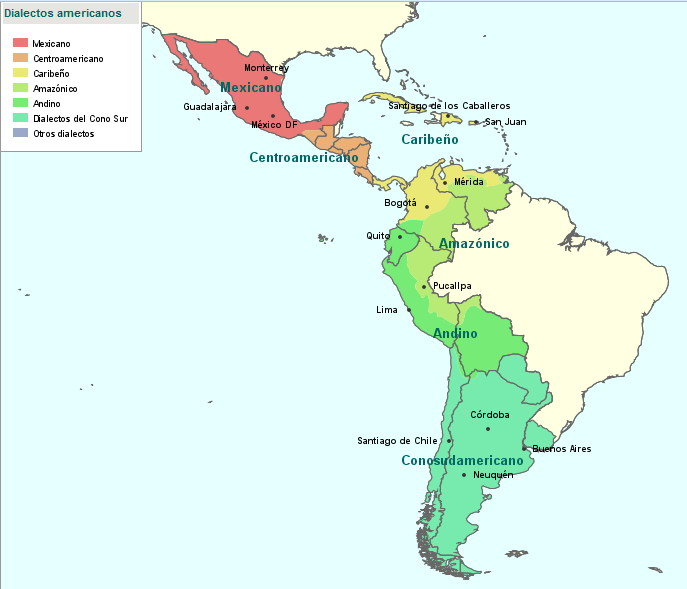 Dialectos americanos
Mexicano
Centroamericano
Caribeño
Amazónico
Andino
Dialectos del Cono Sur
Otros dialectos
Monterrey
Mexicano
Guadalajara
México DF
Santiago de los Caballeros
San Juan
Caribeño
Centroamericano
Mérida
Bogotá
Quito
Amazónico
Pucallpa
Lima
Andino
Córdoba
Santiago de Chile
Buenos Aires
Conosudamericano
Neuquén